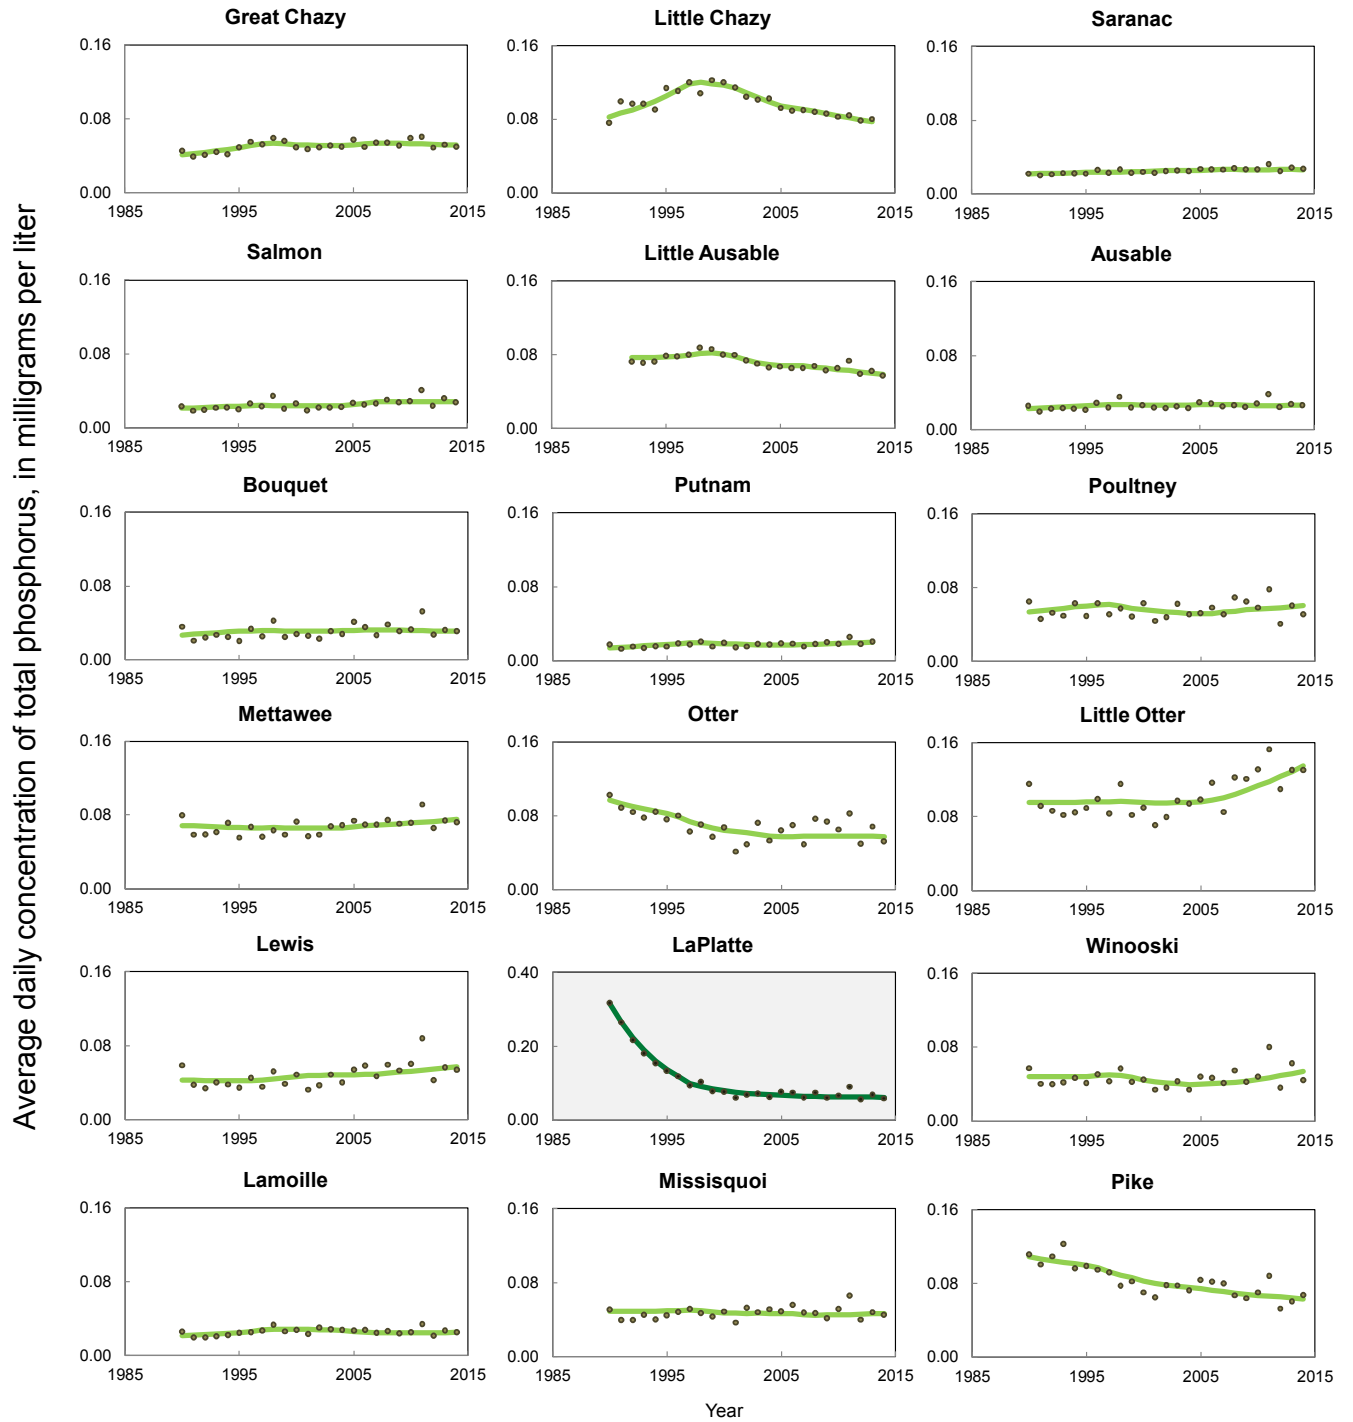 Average daily concentration of total phosphorus, in milligrams per liter
Great Chazy
0.16
0.08
0.00
1985 1995 2005 2015
Little Chazy
0.16
0.08
0.00
1985 1995 2005 2015
Saranac
0.16
0.08
0.00
1985 1995 2005 2015
Salmon
0.16
0.08
0.00
1985 1995 2005 2015
Little Ausable
0.16
0.08
0.00
1985 1995 2005 2015
Ausable
0.16
0.08
0.00
1985 1995 2005 2015
Bouquet
0.16
0.08
0.00
1985 1995 2005 2015
Putnam
0.16
0.08
0.00
1985 1995 2005 2015
Poultney
0.16
0.08
0.00
1985 1995 2005 2015
Mettawee
0.16
0.08
0.00
1985 1995 2005 2015
Otter
0.16
0.08
0.00
1985 1995 2005 2015
Little Otter
0.16
0.08
0.00
1985 1995 2005 2015
Lewis
0.16
0.08
0.00
1985 1995 2005 2015
LaPlatte
0.40
0.20
0.00
1985 1995 2005 2015
Winooski
0.16
0.08
0.00
1985 1995 2005 2015
Lamoille
0.16
0.08
0.00
1985 1995 2005 2015
Missisquoi
0.16
0.08
0.00
1985 1995 2005 2015
Pike
0.16
0.08
0.00
1985 1995 2005 2015
Year